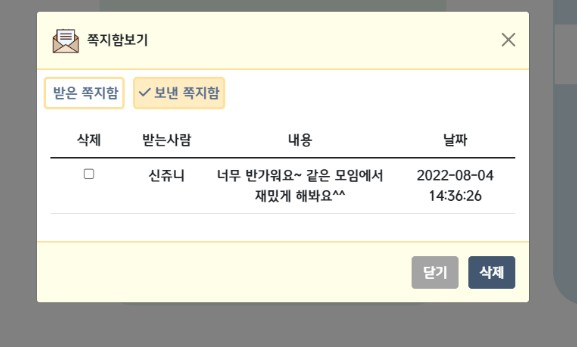 쪽지함보기
받은 쪽지함 보낸 쪽지함
삭제 받는사람 내용 날짜
신쥬니 너무 반가워요~ 같은 모임에서 2022-08-04
재밌게 해봐요^^ 14:36:26
닫기 삭제